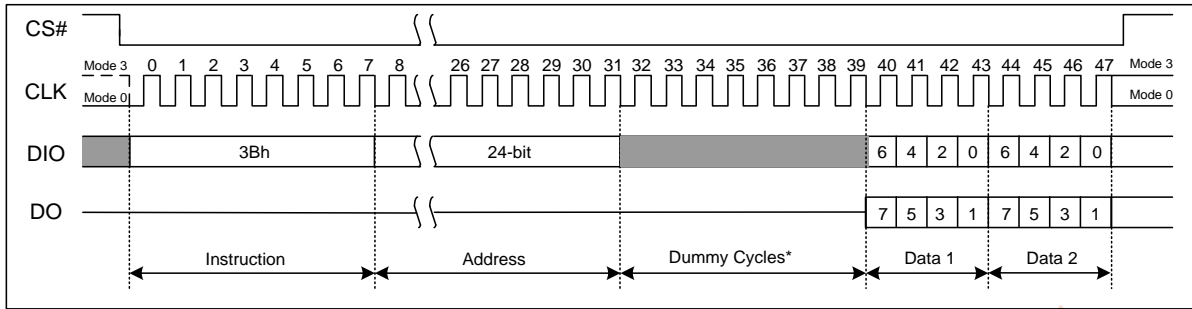 CS#
Mode 3 0 1 2 3 4 5 6 7 8 26 27 28 29 30 31 32 33 34 35 36 37 38 39 40 41 42 43 44 45 46 47 Mode 3
CLK
Mode 0 Mode 0
DIO 3Bh 24-bit 6 4 2 0 6 4 2 0
DO 7 5 3 1 7 5 3 1
Instruction Address Dummy Cycles* Data 1 Data 2